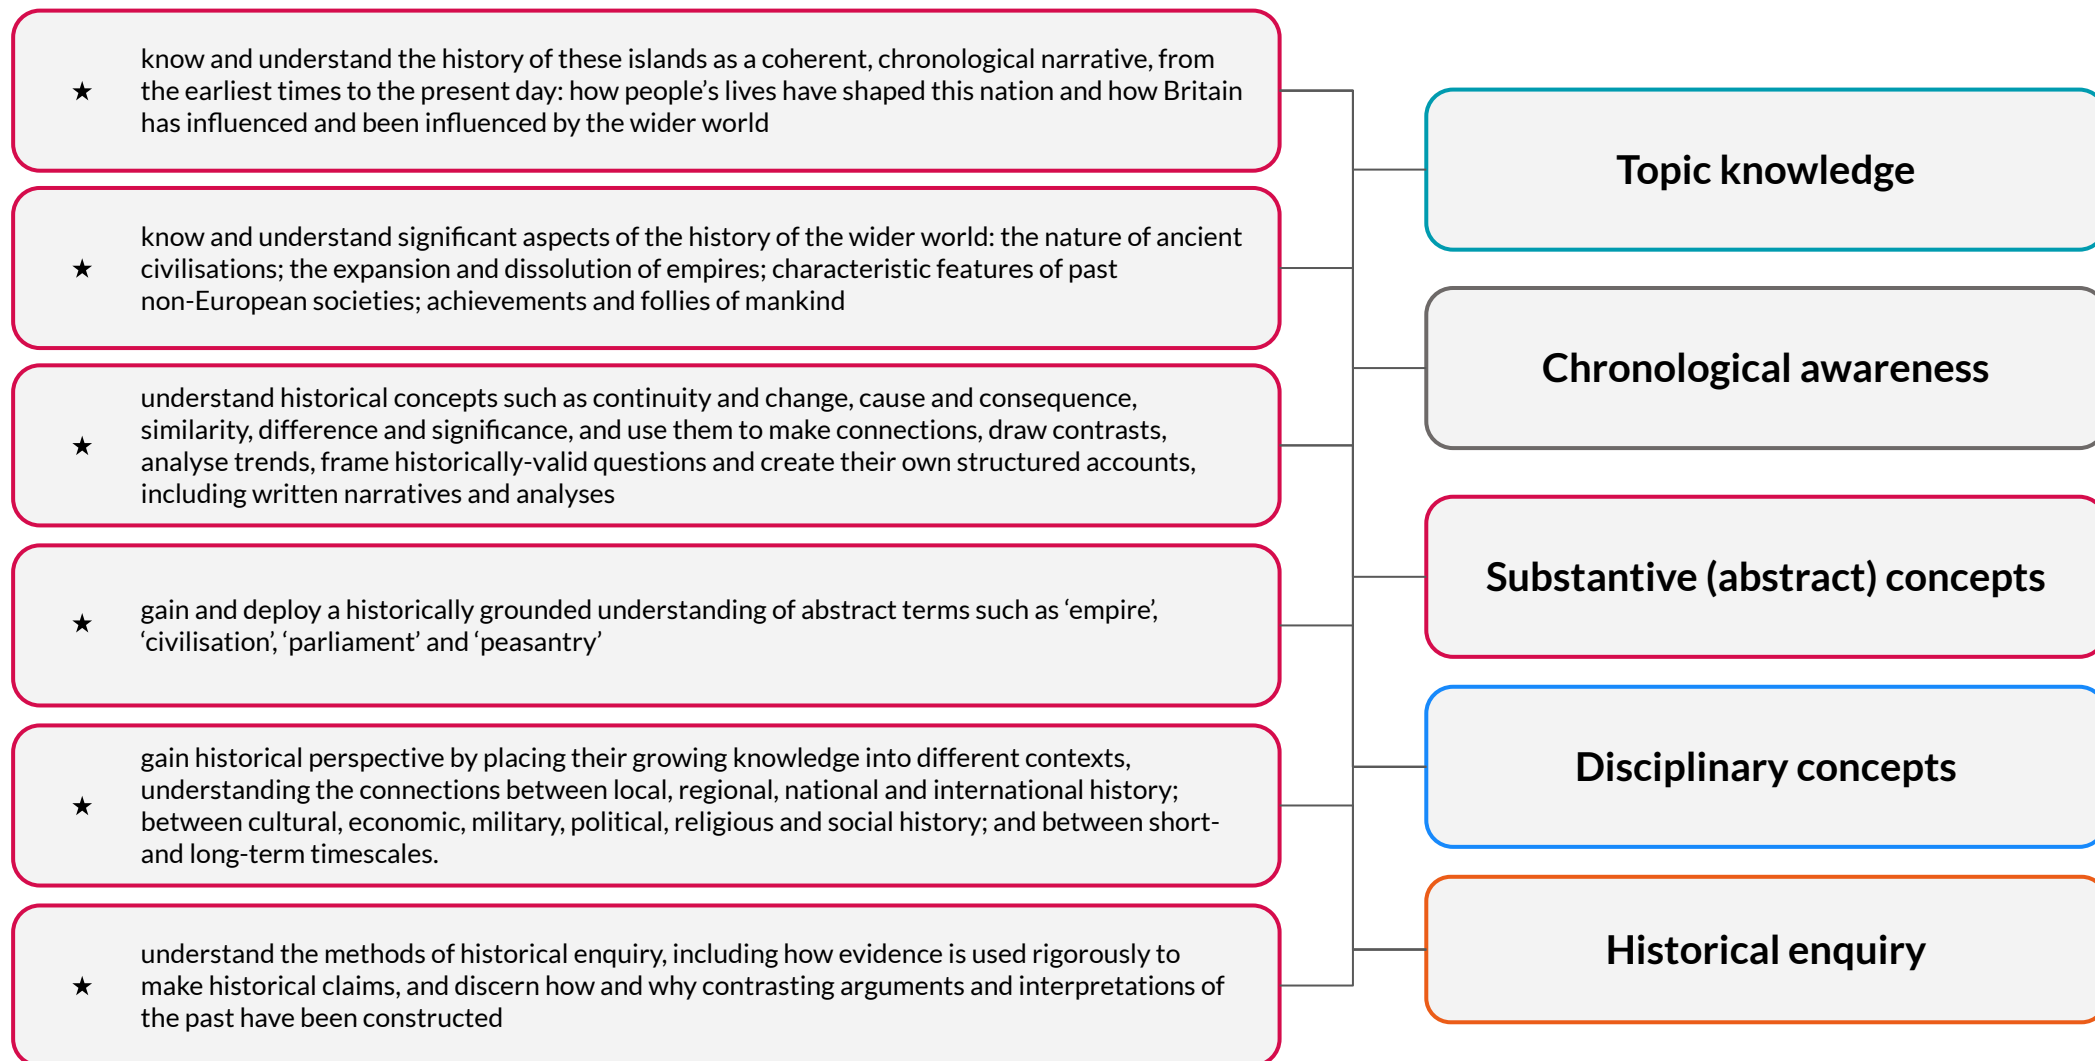 ★ know and understand the history of these islands as a coherent, chronological narrative, from
the earliest times to the present day: how people’s lives have shaped this nation and how Britain
has influenced and been influenced by the wider world
★ know and understand significant aspects of the history of the wider world: the nature of ancient
civilisations; the expansion and dissolution of empires; characteristic features of past
non-European societies; achievements and follies of mankind
★ understand historical concepts such as continuity and change, cause and consequence,
similarity, difference and significance, and use them to make connections, draw contrasts,
analyse trends, frame historically-valid questions and create their own structured accounts,
including written narratives and analyses
★ gain and deploy a historically grounded understanding of abstract terms such as ‘empire’,
‘civilisation’, ‘parliament’ and ‘peasantry’
★ gain historical perspective by placing their growing knowledge into different contexts,
understanding the connections between local, regional, national and international history;
between cultural, economic, military, political, religious and social history; and between short-
and long-term timescales.
★ understand the methods of historical enquiry, including how evidence is used rigorously to
make historical claims, and discern how and why contrasting arguments and interpretations of
the past have been constructed
Topic knowledge
Chronological awareness
Substantive (abstract) concepts
Disciplinary concepts
Historical enquiry